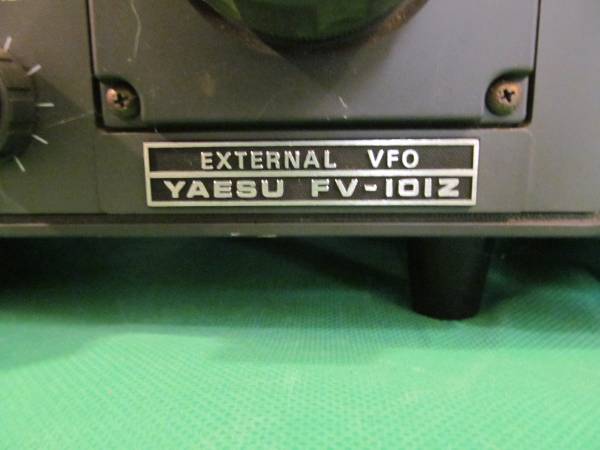 EXTERNAL VFO
YAESU FV-101Z